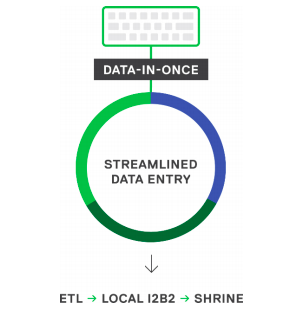 DATA-IN-ONCE
STREAMLINED
DATA ENTRY
ETL → LOCAL I2B2 → SHRINE